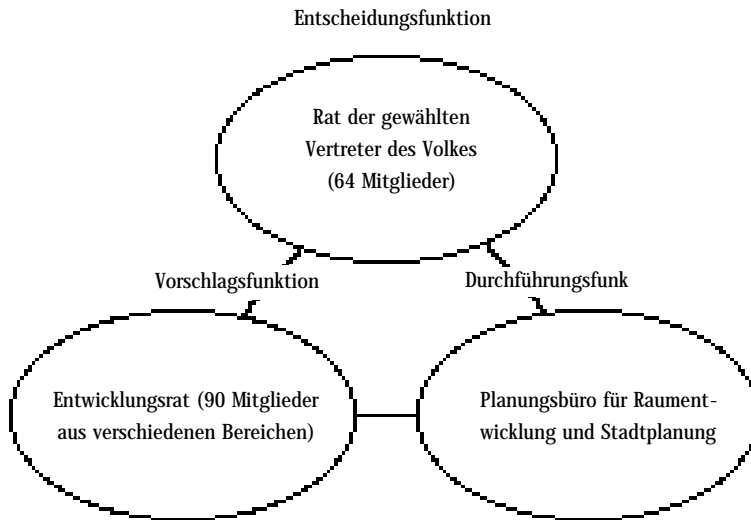 Entscheidungsfunktion
Rat der gewählten
Vertreter des Volkes
(64 Mitglieder)
Vorschlagsfunktion
Durchführungsfunk
Entwicklungsrat (90 Mitglieder
aus verschiedenen Bereichen)
Planungsbüro für Raument-
wicklung und Stadtplanung